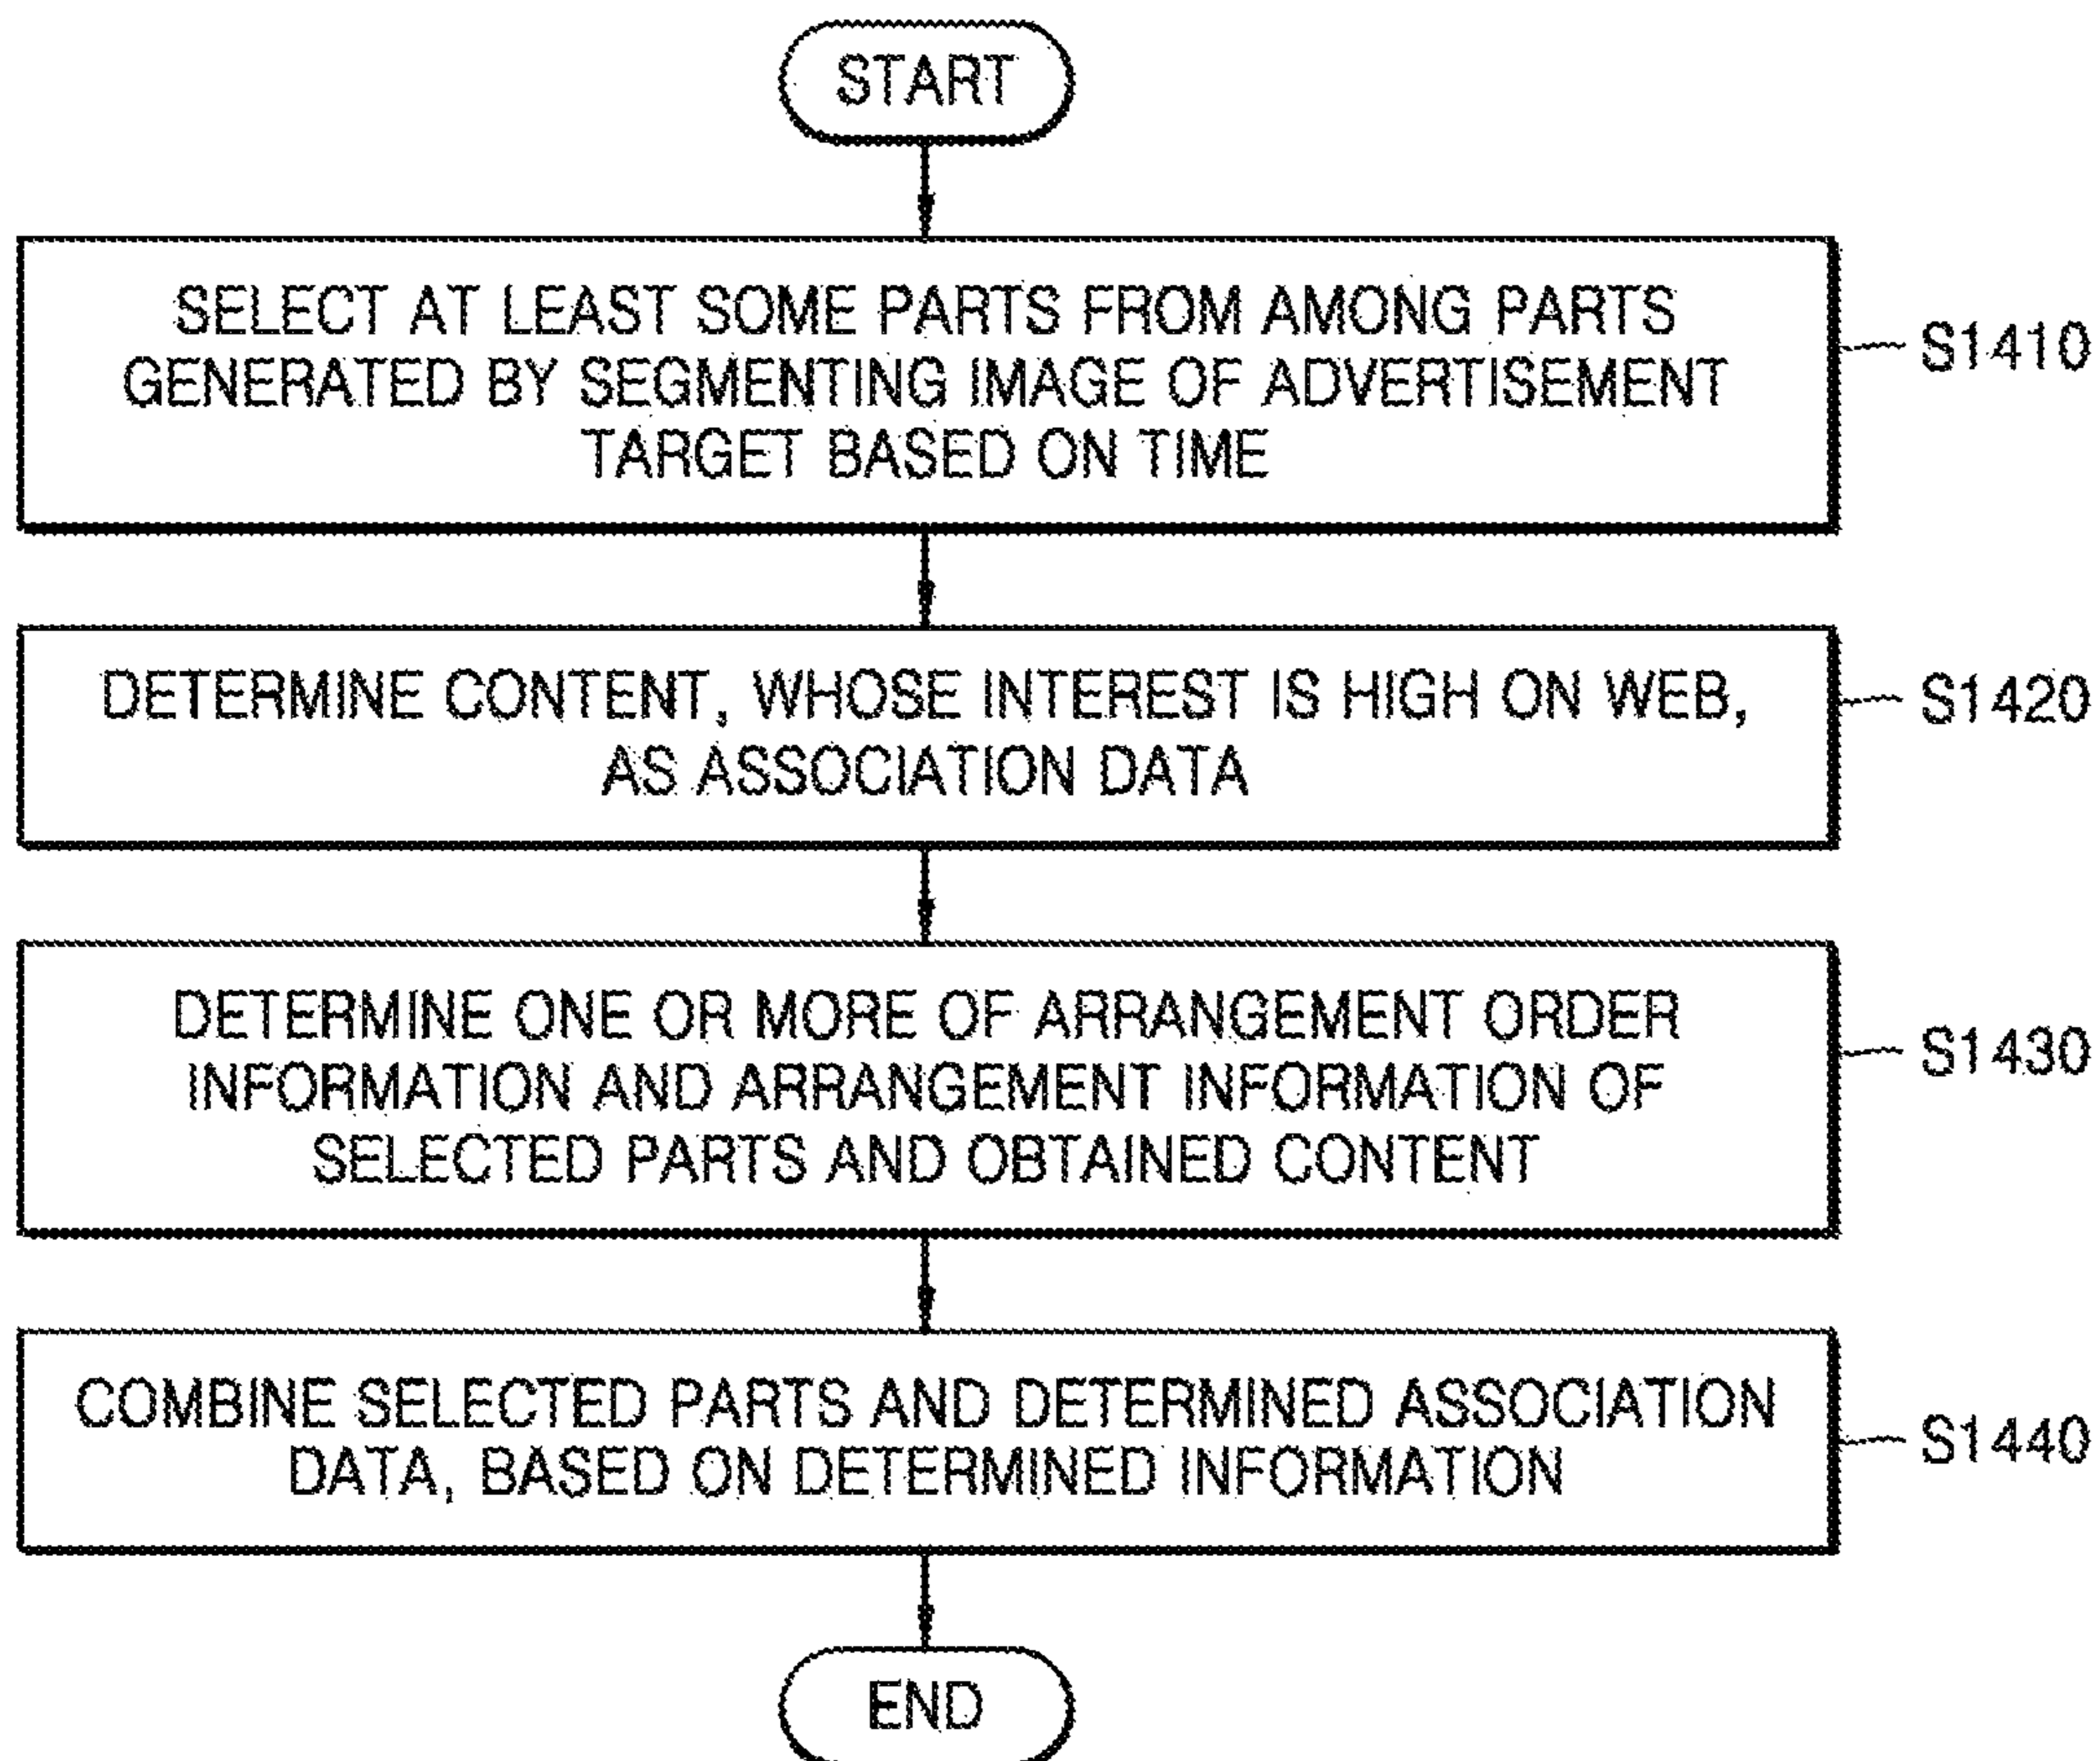 START
SELECT AT LEAST SOME PARTS FROM AMONG PARTS
GENERATED BY SEGMENTING IMAGE OF ADVERTISEMENT
TARGET BASED ON TIME
S1410
DETERMINE CONTENT, WHOSE INTEREST IS HIGH ON WEB,
AS ASSOCIATION DATA
S1420
DETERMINE ONE OR MORE OF ARRANGEMENT ORDER
INFORMATION AND ARRANGEMENT INFORMATION OF
SELECTED PARTS AND OBTAINED CONTENT
S1430
COMBINE SELECTED PARTS AND DETERMINED ASSOCIATION
DATA, BASED ON DETERMINED INFORMATION
S1440
END